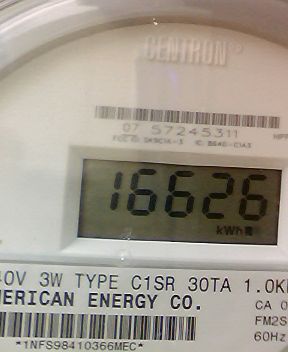 CENTRON®
07 57245311
16626
kWh
40V 3W TYPE C1SR 30TA 1.0K
MERICAN ENERGY CO.
CA 0
FM2S
60Hz
*1NFS98410366MEC*